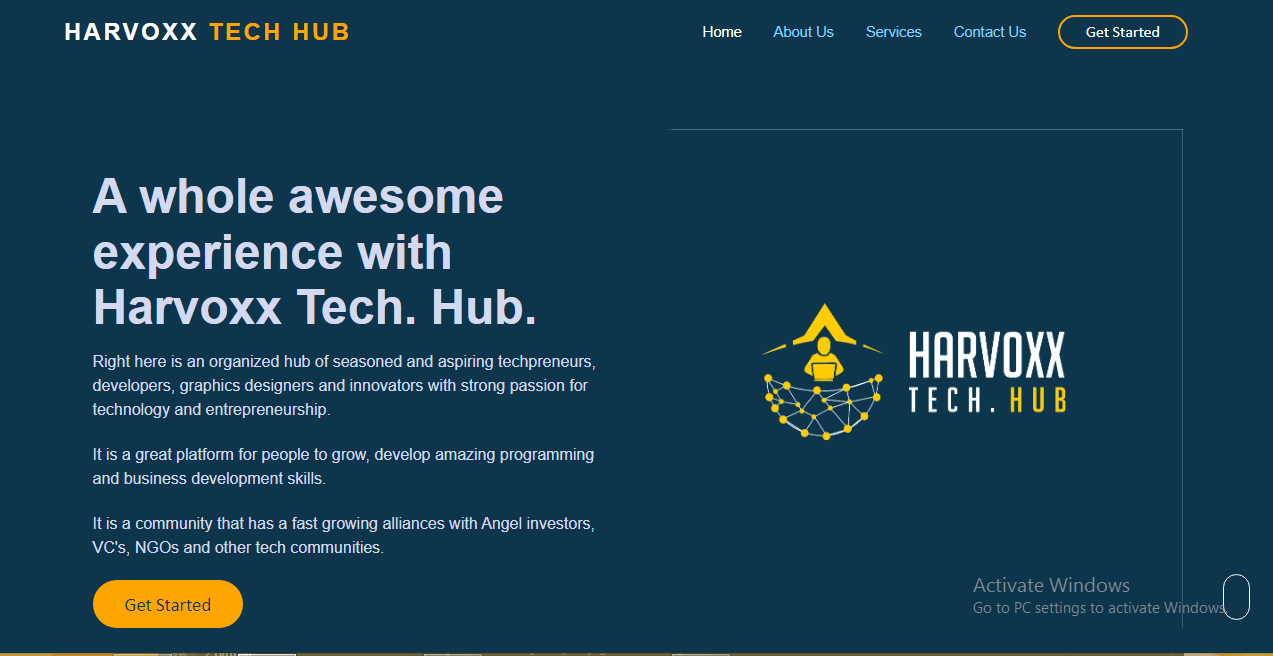 HARVOXX TECH HUB
Home About Us Services Contact Us Get Started
A whole awesome
experience with
Harvoxx Tech. Hub.
Right here is an organized hub of seasoned and aspiring techpreneurs,
developers, graphics designers and innovators with strong passion for
technology and entrepreneurship.
It is a great platform for people to grow, develop amazing programming
and business development skills.
It is a community that has a fast growing alliances with Angel investors,
VC's, NGOs and other tech communities.
Get Started
HARVOXX
TECH. HUB
Activate Windows
Go to PC settings to activate Windows.